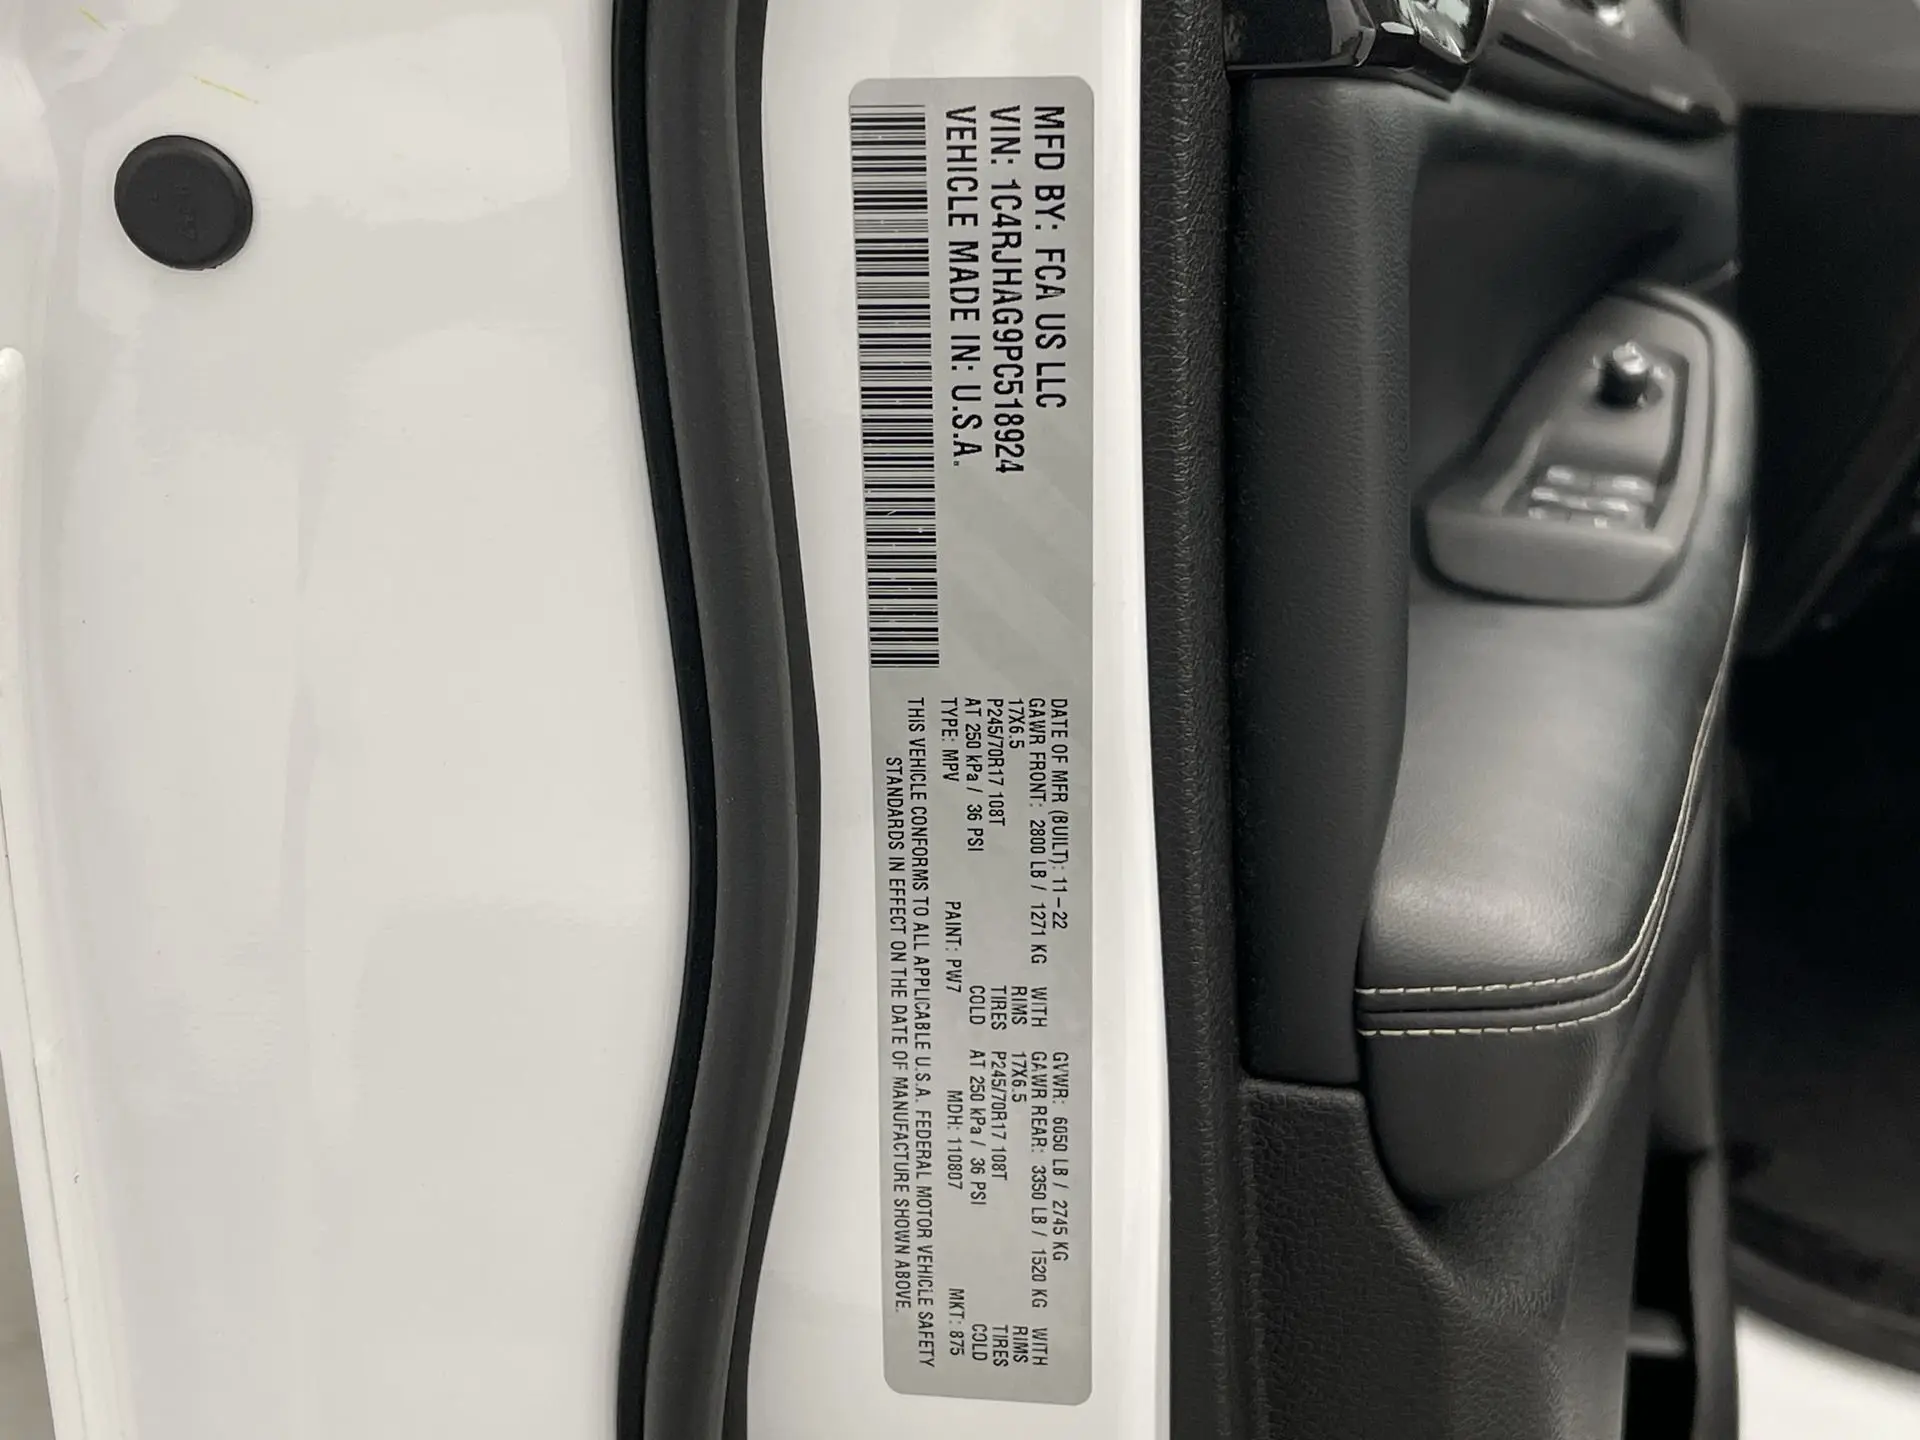 MFD BY: FCA US LLC
VIN: 1C4RJHAG9PC518924
VEHICLE MADE IN: U.S.A.
DATE OF MFR (BUILT): 11-22 GVWR: 6050 LB / 2745 KG
GAWR FRONT: 2800 LB / 1271 KG WITH GAWR REAR: 3350 LB / 1520 KG WITH
17X6.5 RIMS 17X6.5 RIMS
P245/70R17 108T TIRES P245/70R17 108T TIRES
AT 250 kPa / 36 PSI COLD AT 250 kPa / 36 PSI COLD
TYPE: MPV PAINT: PW7 MDH: 110807 MKT: 875
THIS VEHICLE CONFORMS TO ALL APPLICABLE U.S.A. FEDERAL MOTOR VEHICLE SAFETY
STANDARDS IN EFFECT ON THE DATE OF MANUFACTURE SHOWN ABOVE.